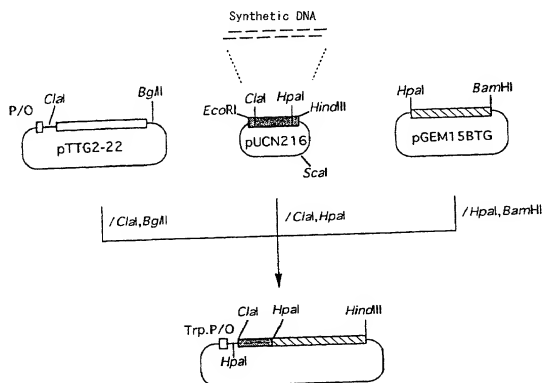 Synthetic DNA
P/O ClaI BglII
EcoRI ClaI HpaI HindIII
HpaI BamHI
pTTG2-22
pUCN216
ScaI
pGEM15BTG
/ClaI,BglII
/ClaI,HpaI
/HpaI,BamHI
Trp.P/O ClaI HpaI HindIII
HpaI